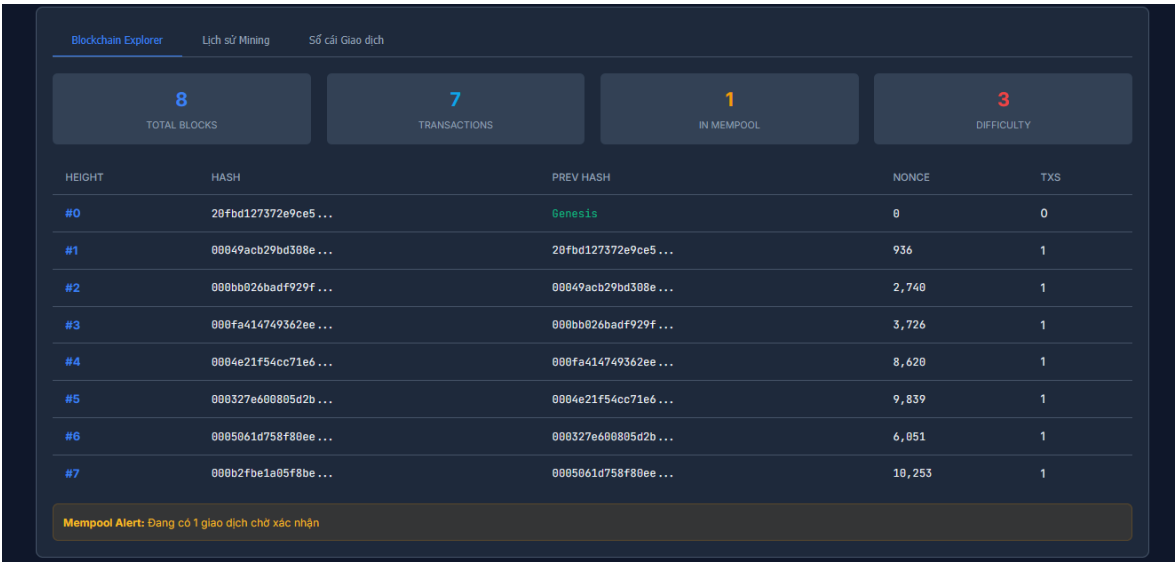 Blockchain Explorer Lịch sử Mining Sổ cái Giao dịch
8 7 1 3
TOTAL BLOCKS TRANSACTIONS IN MEMPOOL DIFFICULTY
HEIGHT HASH PREV HASH NONCE TXS
#0 20fbd127372e9ce5... Genesis 0 0
#1 00049acb29bd308e... 20fbd127372e9ce5... 936 1
#2 000bb026badf929f... 00049acb29bd308e... 2,740 1
#3 000fa414749362ee... 000bb026badf929f... 3,726 1
#4 0004e21f54cc71e6... 000fa414749362ee... 8,620 1
#5 000327e600805d2b... 0004e21f54cc71e6... 9,839 1
#6 0005061d758f80ee... 000327e600805d2b... 6,051 1
#7 000b2fbe1a05f8be... 0005061d758f80ee... 10,253 1
Mempool Alert: Đang có 1 giao dịch chờ xác nhận